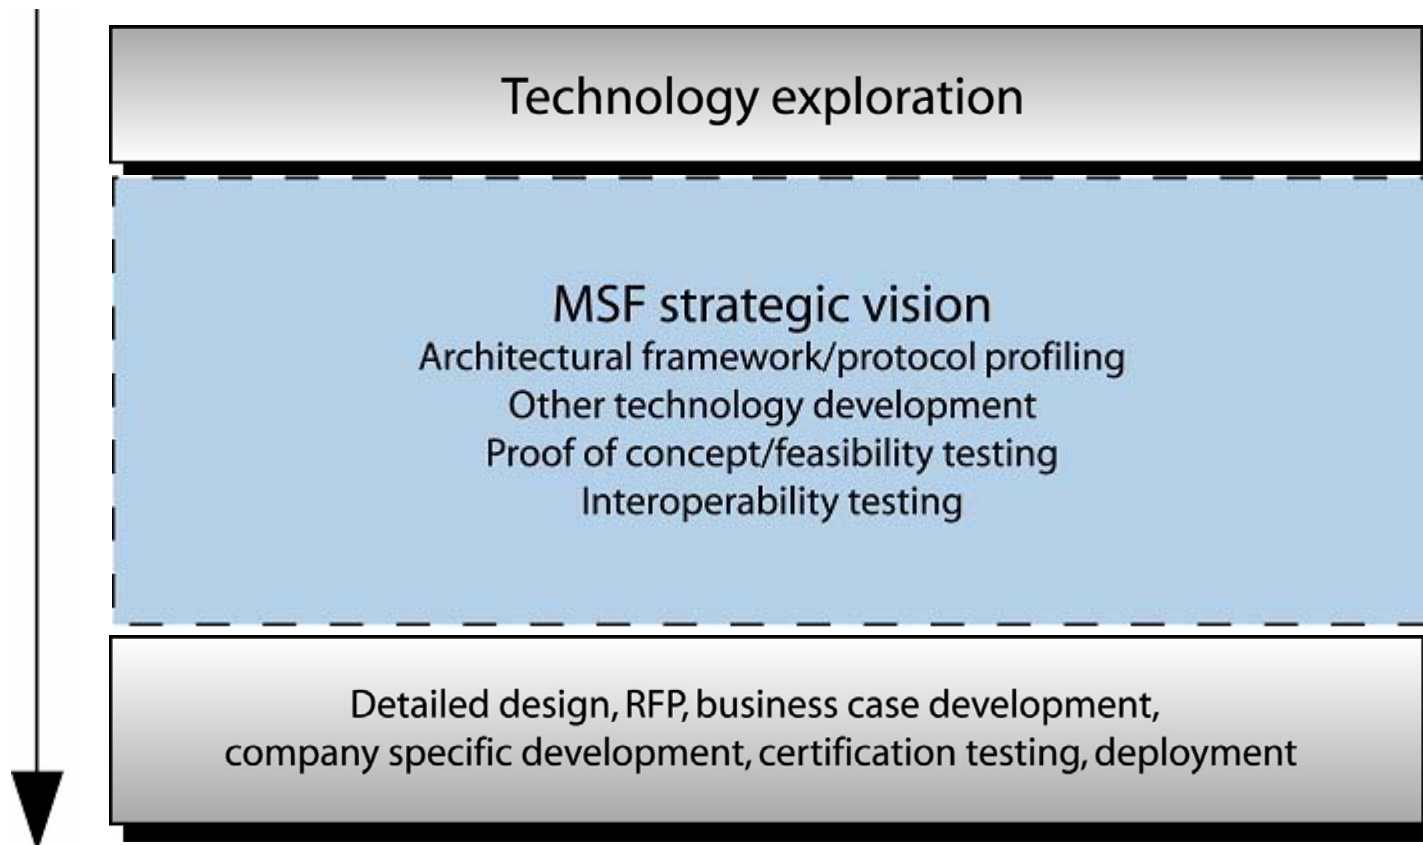 Technology exploration
MSF strategic vision
Architectural framework/protocol profiling
Other technology development
Proof of concept/feasibility testing
Interoperability testing
Detailed design, RFP, business case development,
company specific development, certification testing, deployment